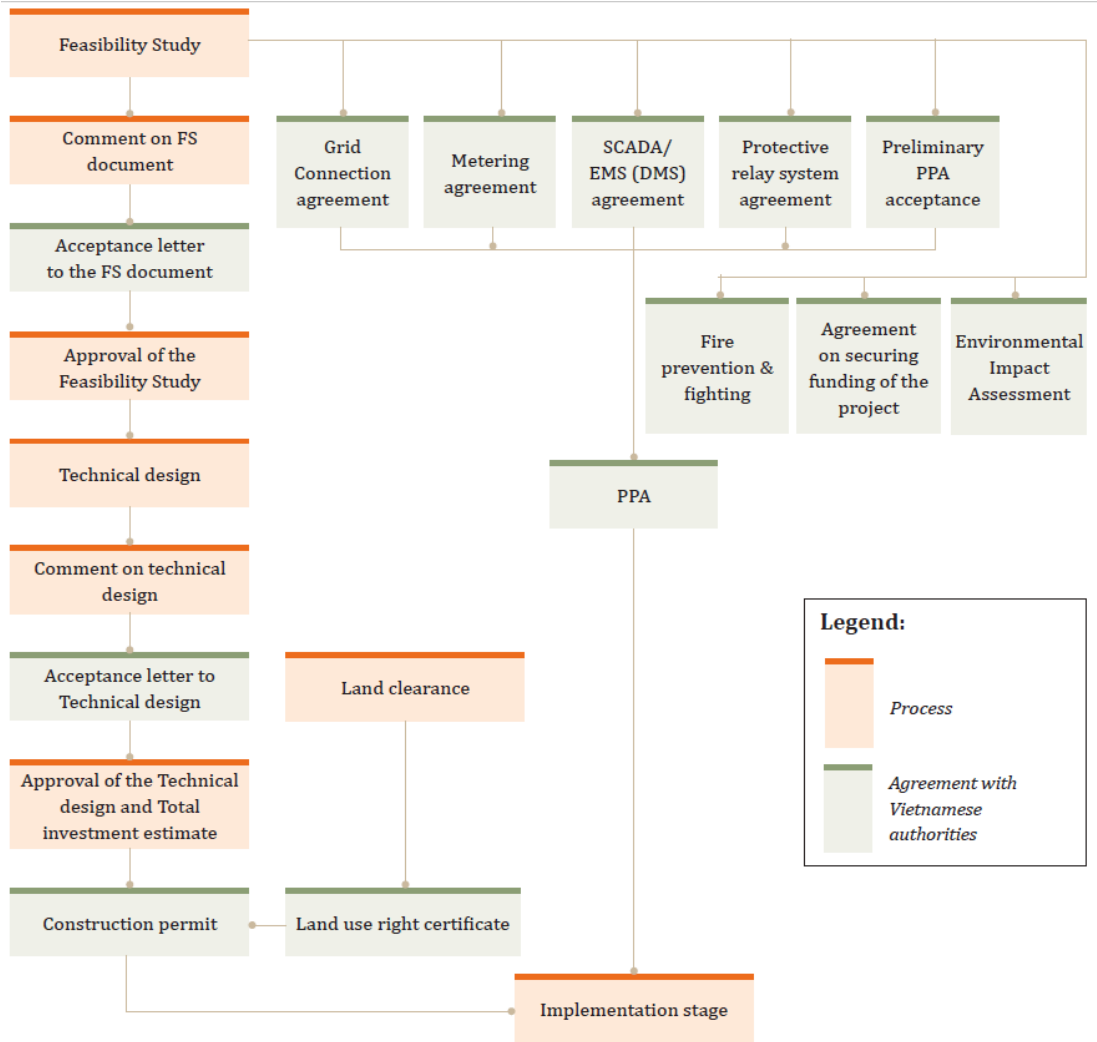 Feasibility Study
Comment on FS
document
Acceptance letter
to the FS document
Approval of the
Feasibility Study
Technical design
Comment on technical
design
Acceptance letter to
Technical design
Approval of the Technical
design and Total
investment estimate
Construction permit
Grid
Connection
agreement
Metering
agreement
SCADA/
EMS (DMS)
agreement
Protective
relay system
agreement
Preliminary
PPA
acceptance
Fire
prevention &
fighting
Agreement
on securing
funding of the
project
Environmental
Impact
Assessment
PPA
Land clearance
Land use right certificate
Implementation stage
Legend:
Process
Agreement with
Vietnamese
authorities